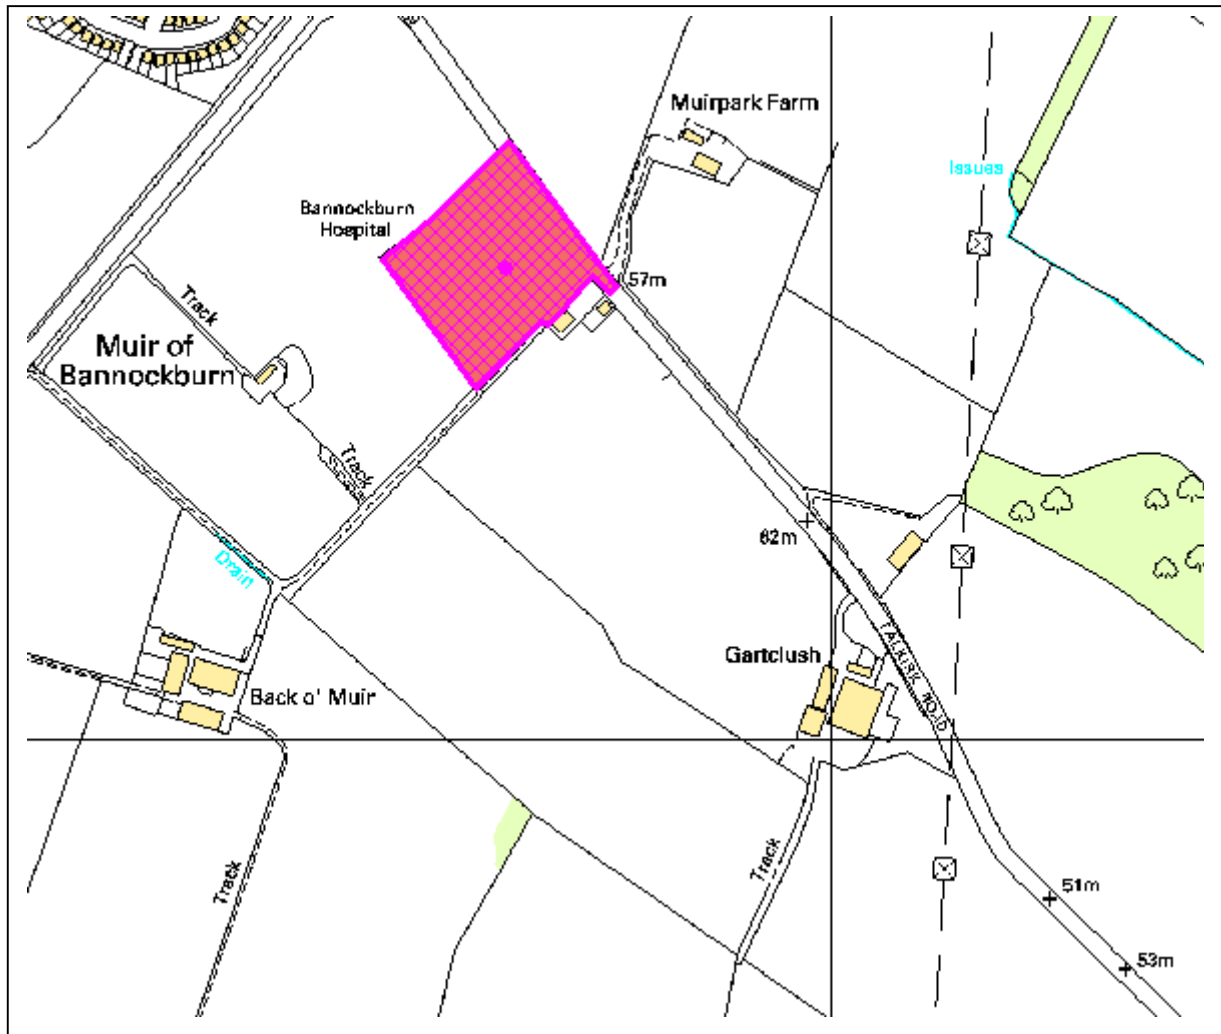 Muirpark Farm
Issues
Bannockburn
Hospital
57m
Track
Muir of
Bannockburn
Track
62m
Drain
FALKIRK ROAD
Gartclush
Back o' Muir
Track
Track
51m
53m